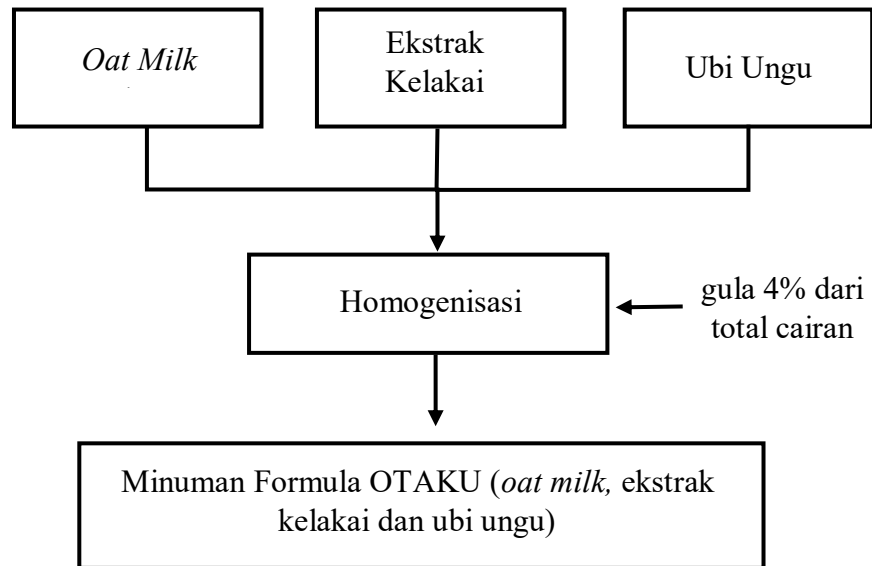 Oat Milk
Ekstrak
Kelakai
Ubi Ungu
Homogenisasi
gula 4% dari
total cairan
Minuman Formula OTAKU (oat milk, ekstrak
kelakai dan ubi ungu)